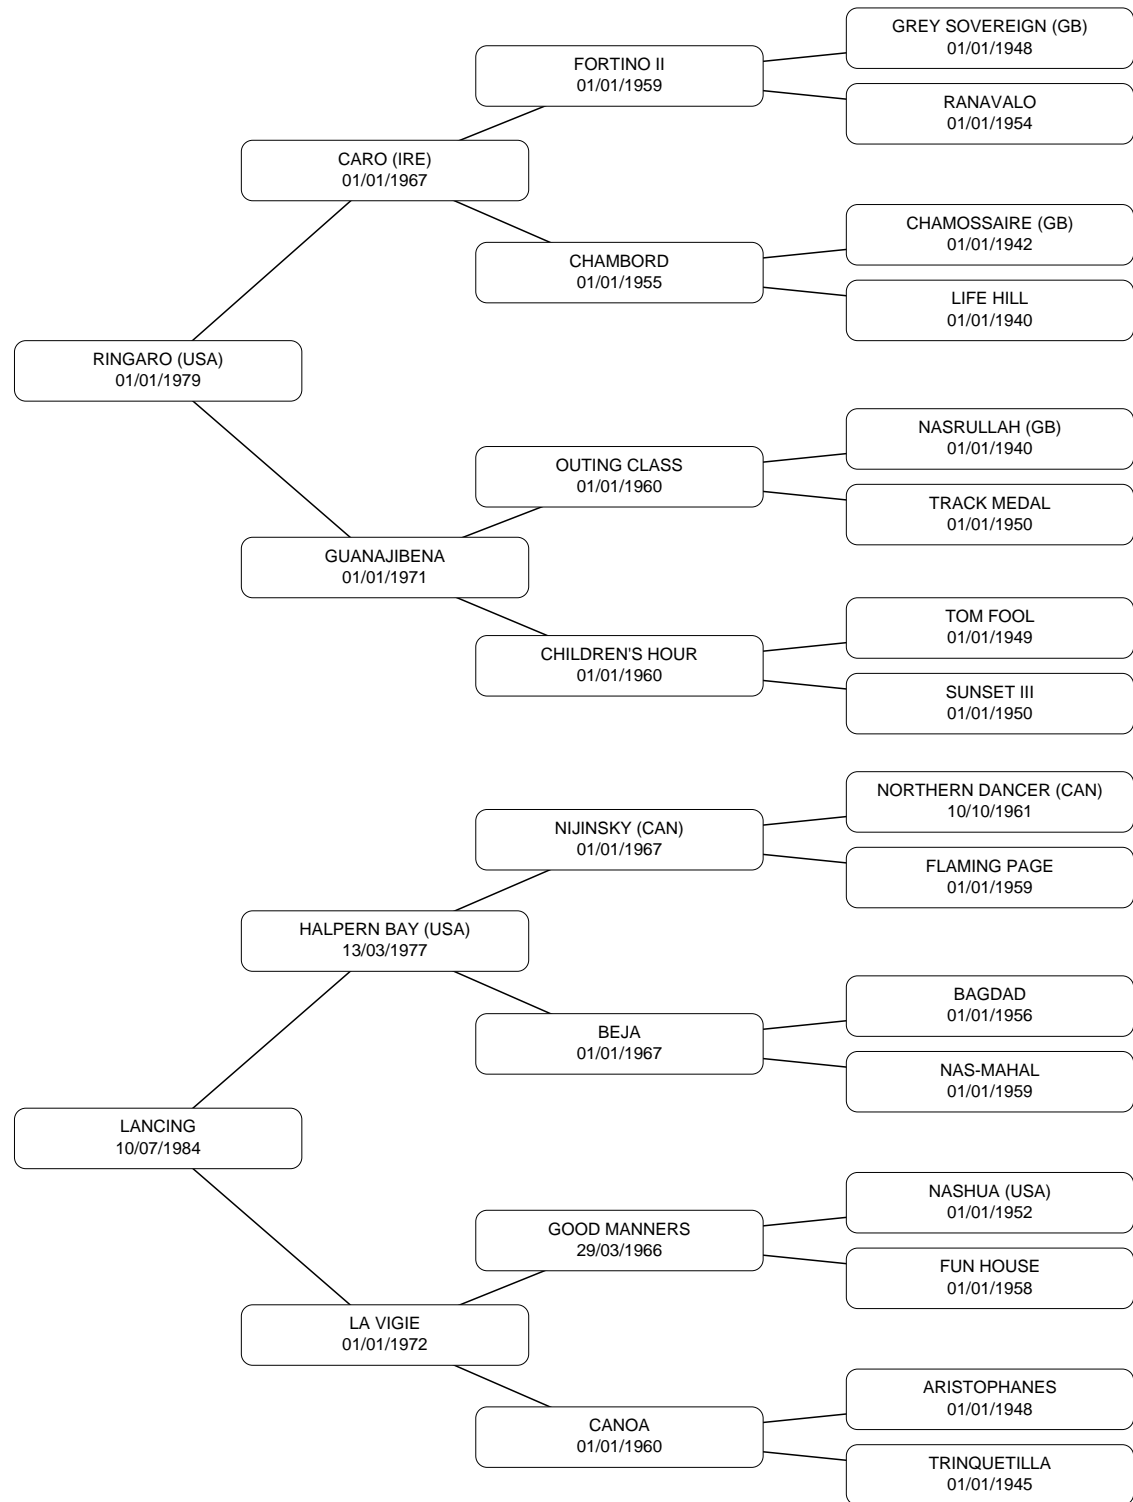 GREY SOVEREIGN (GB)
01/01/1948
FORTINO II
01/01/1959
RANAVALO
01/01/1954
CARO (IRE)
01/01/1967
CHAMOSSAIRE (GB)
01/01/1942
CHAMBORD
01/01/1955
LIFE HILL
01/01/1940
RINGARO (USA)
01/01/1979
NASRULLAH (GB)
01/01/1940
OUTING CLASS
01/01/1960
TRACK MEDAL
01/01/1950
GUANAJIBENA
01/01/1971
TOM FOOL
01/01/1949
CHILDREN'S HOUR
01/01/1960
SUNSET III
01/01/1950
NORTHERN DANCER (CAN)
10/10/1961
NIJINSKY (CAN)
01/01/1967
FLAMING PAGE
01/01/1959
HALPERN BAY (USA)
13/03/1977
BAGDAD
01/01/1956
BEJA
01/01/1967
NAS-MAHAL
01/01/1959
LANCING
10/07/1984
NASHUA (USA)
01/01/1952
GOOD MANNERS
29/03/1966
FUN HOUSE
01/01/1958
LA VIGIE
01/01/1972
ARISTOPHANES
01/01/1948
CANOA
01/01/1960
TRINQUETILLA
01/01/1945